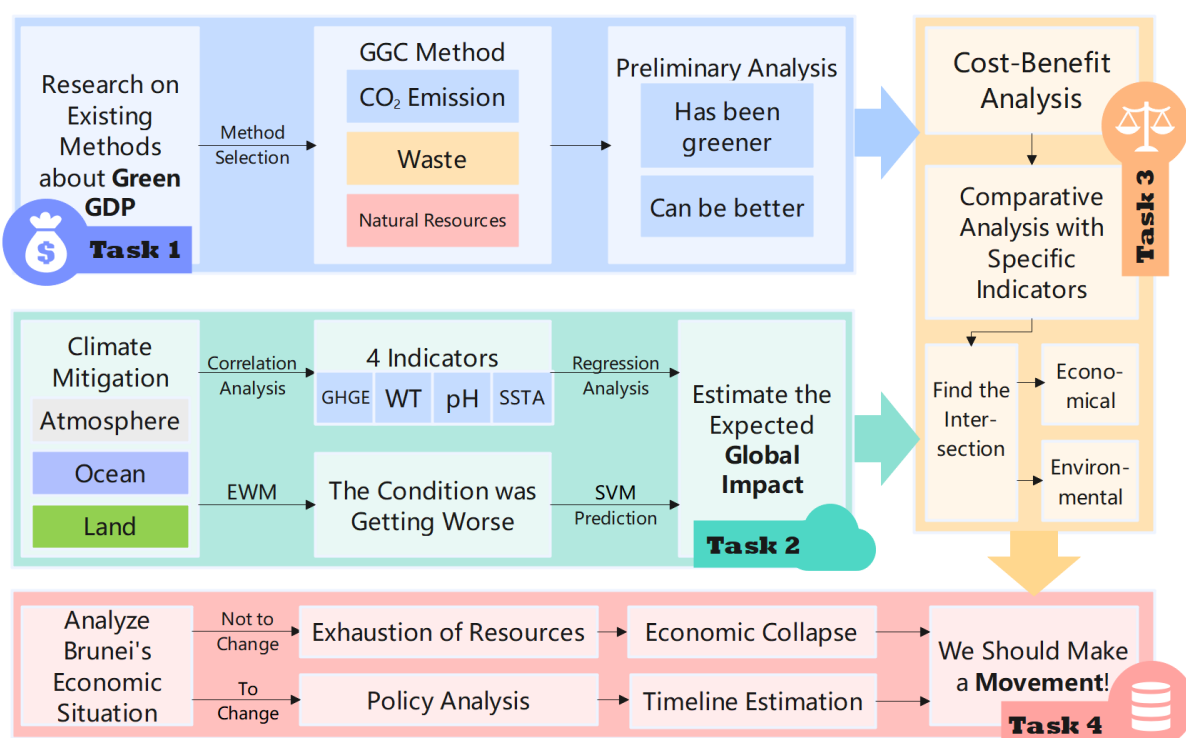 Research on
Existing
Methods
about Green
GDP
Task 1
Method
Selection
GGC Method
CO₂ Emission
Waste
Natural Resources
Preliminary Analysis
Has been
greener
Can be better
Cost-Benefit
Analysis
Task 3
Comparative
Analysis with
Specific
Indicators
Find the
Inter-
section
Econo-
mical
Environ-
mental
Climate
Mitigation
Atmosphere
Ocean
Land
Correlation
Analysis
EWM
4 Indicators
GHGE WT pH SSTA
The Condition was
Getting Worse
Regression
Analysis
SVM
Prediction
Estimate the
Expected
Global
Impact
Task 2
Analyze
Brunei's
Economic
Situation
Not to
Change
To
Change
Exhaustion of Resources
Economic Collapse
Policy Analysis
Timeline Estimation
We Should Make
a Movement!
Task 4
$